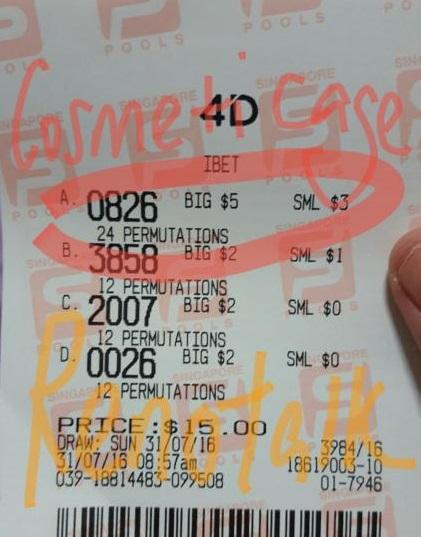 SINGAPORE POOLS
Cosmetic Case
4D
IBET
A. 0826 BIG $5 SML $3
24 PERMUTATIONS
B. 3858 BIG $2 SML $1
12 PERMUTATIONS
C. 2007 BIG $2 SML $0
12 PERMUTATIONS
D. 0026 BIG $2 SML $0
12 PERMUTATIONS
PRICE:$15.00
DRAW: SUN 31/07/16 3984/16
31/07/16 08:57am 18619003-10
039-18814483-099508 01-7946